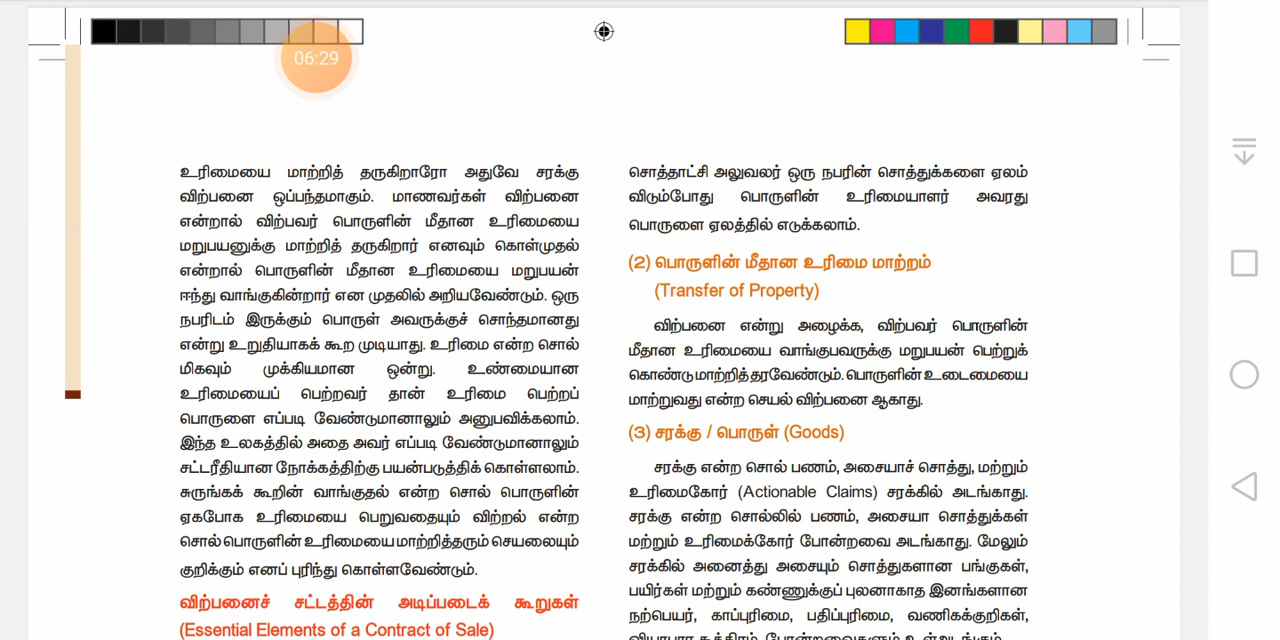 06:29
உரிமையை மாற்றித் தருகிறாரோ அதுவே சரக்கு
விற்பனை ஒப்பந்தமாகும். மாணவர்கள் விற்பனை
என்றால் விற்பவர் பொருளின் மீதான உரிமையை
மறுபயனுக்கு மாற்றித் தருகிறார் எனவும் கொள்முதல்
என்றால் பொருளின் மீதான உரிமையை மறுபயன்
ஈந்து வாங்குகின்றார் என முதலில் அறியவேண்டும். ஒரு
நபரிடம் இருக்கும் பொருள் அவருக்குச் சொந்தமானது
என்று உறுதியாகக் கூற முடியாது. உரிமை என்ற சொல்
மிகவும் முக்கியமான ஒன்று. உண்மையான
உரிமையைப் பெற்றவர் தான் உரிமை பெற்றப்
பொருளை எப்படி வேண்டுமானாலும் அனுபவிக்கலாம்.
இந்த உலகத்தில் அதை அவர் எப்படி வேண்டுமானாலும்
சட்டரீதியான நோக்கத்திற்கு பயன்படுத்திக் கொள்ளலாம்.
சுருங்கக் கூறின் வாங்குதல் என்ற சொல் பொருளின்
ஏகபோக உரிமையை பெறுவதையும் விற்றல் என்ற
சொல் பொருளின் உரிமையை மாற்றித்தரும் செயலையும்
குறிக்கும் எனப் புரிந்து கொள்ளவேண்டும்.
விற்பனைச் சட்டத்தின் அடிப்படைக் கூறுகள்
(Essential Elements of a Contract of Sale)
சொத்தாட்சி அலுவலர் ஒரு நபரின் சொத்துக்களை ஏலம்
விடும்போது பொருளின் உரிமையாளர் அவரது
பொருளை ஏலத்தில் எடுக்கலாம்.
(2) பொருளின் மீதான உரிமை மாற்றம்
(Transfer of Property)
விற்பனை என்று அழைக்க, விற்பவர் பொருளின்
மீதான உரிமையை வாங்குபவருக்கு மறுபயன் பெற்றுக்
கொண்டு மாற்றித் தரவேண்டும். பொருளின் உடைமையை
மாற்றுவது என்ற செயல் விற்பனை ஆகாது.
(3) சரக்கு / பொருள் (Goods)
சரக்கு என்ற சொல் பணம், அசையாச் சொத்து, மற்றும்
உரிமைகோர் (Actionable Claims) சரக்கில் அடங்காது.
சரக்கு என்ற சொல்லில் பணம், அசையா சொத்துக்கள்
மற்றும் உரிமைக்கோர் போன்றவை அடங்காது. மேலும்
சரக்கில் அனைத்து அசையும் சொத்துகளான பங்குகள்,
பயிர்கள் மற்றும் கண்ணுக்குப் புலனாகாத இனங்களான
நற்பெயர், காப்புரிமை, பதிப்புரிமை, வணிகக்குறிகள்,
வியாபார சூத்திரம், போன்றவைகளும் உள்அடங்கும்.